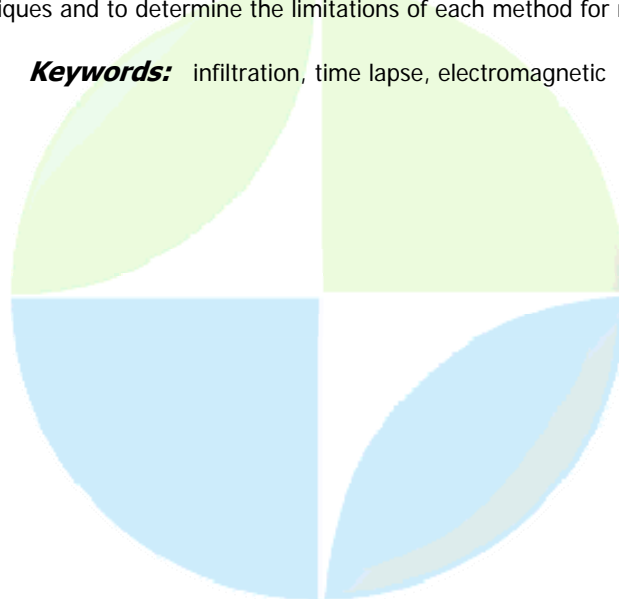 iques and to determine the limitations of each method for
Keywords: infiltration, time lapse, electromagnetic